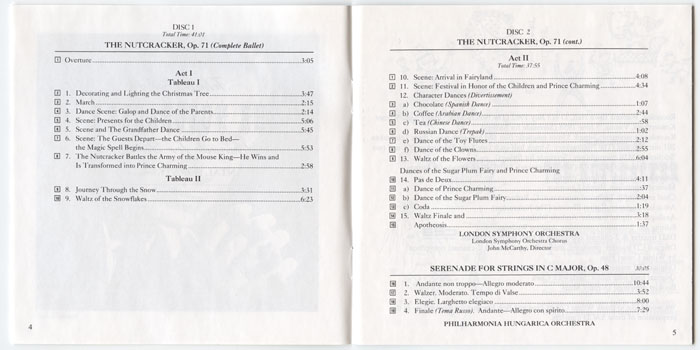 DISC 1
Total Time: 41:01
THE NUTCRACKER, Op. 71 (Complete Ballet)
1 Overture 3:05
Act I
Tableau I
2 1. Decorating and Lighting the Christmas Tree 3:47
3 2. March 2:15
4 3. Dance Scene: Galop and Dance of the Parents 2:14
5 4. Scene: Presents for the Children 5:06
6 5. Scene and The Grandfather Dance 5:45
7 6. Scene: The Guests Depart—the Children Go to Bed—
the Magic Spell Begins 5:53
8 7. The Nutcracker Battles the Army of the Mouse King—He Wins and
Is Transformed into Prince Charming 2:58
Tableau II
9 8. Journey Through the Snow 3:31
10 9. Waltz of the Snowflakes 6:23
4
DISC 2
THE NUTCRACKER, Op. 71 (cont.)
Act II
Total Time: 37:55
1 10. Scene: Arrival in Fairyland 4:08
2 11. Scene: Festival in Honor of the Children and Prince Charming 4:34
12. Character Dances (Divertissement)
3 a) Chocolate (Spanish Dance) 1:07
4 b) Coffee (Arabian Dance) 2:44
5 c) Tea (Chinese Dance) :58
6 d) Russian Dance (Trepak) 1:02
7 e) Dance of the Toy Flutes 2:12
8 f) Dance of the Clowns 2:55
9 13. Waltz of the Flowers 6:04
Dances of the Sugar Plum Fairy and Prince Charming
10 14. Pas de Deux 4:11
11 a) Dance of Prince Charming :37
12 b) Dance of the Sugar Plum Fairy 2:04
13 c) Coda 1:19
14 15. Waltz Finale and 3:18
15 Apotheosis 1:37
LONDON SYMPHONY ORCHESTRA
London Symphony Orchestra Chorus
John McCarthy, Director
SERENADE FOR STRINGS IN C MAJOR, Op. 48 30:05
16 1. Andante non troppo—Allegro moderato 10:44
17 2. Walzer. Moderato. Tempo di Valse 3:52
18 3. Elegie. Larghetto elegiaco 8:00
19 4. Finale (Tema Russo). Andante—Allegro con spirito 7:29
PHILHARMONIA HUNGARICA ORCHESTRA
5